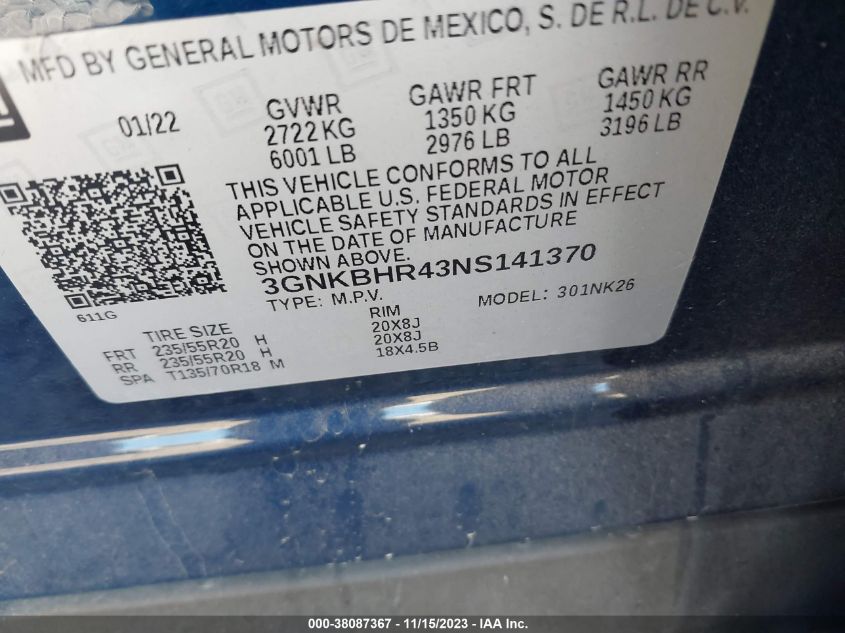 MFD BY GENERAL MOTORS DE MEXICO, S. DE R.L. DE C.V.
01/22
GVWR
2722 KG
6001 LB
GAWR FRT
1350 KG
2976 LB
GAWR RR
1450 KG
3196 LB
THIS VEHICLE CONFORMS TO ALL
APPLICABLE U.S. FEDERAL MOTOR
VEHICLE SAFETY STANDARDS IN EFFECT
ON THE DATE OF MANUFACTURE
SHOWN ABOVE.
3GNKBHR43NS141370
TYPE: M.P.V.
MODEL: 301NK26
611G
TIRE SIZE
RIM
FRT 235/55R20 H 20X8J
RR 235/55R20 H 20X8J
SPA T135/70R18 M 18X4.5B
000-38087367 - 11/15/2023 - IAA Inc.